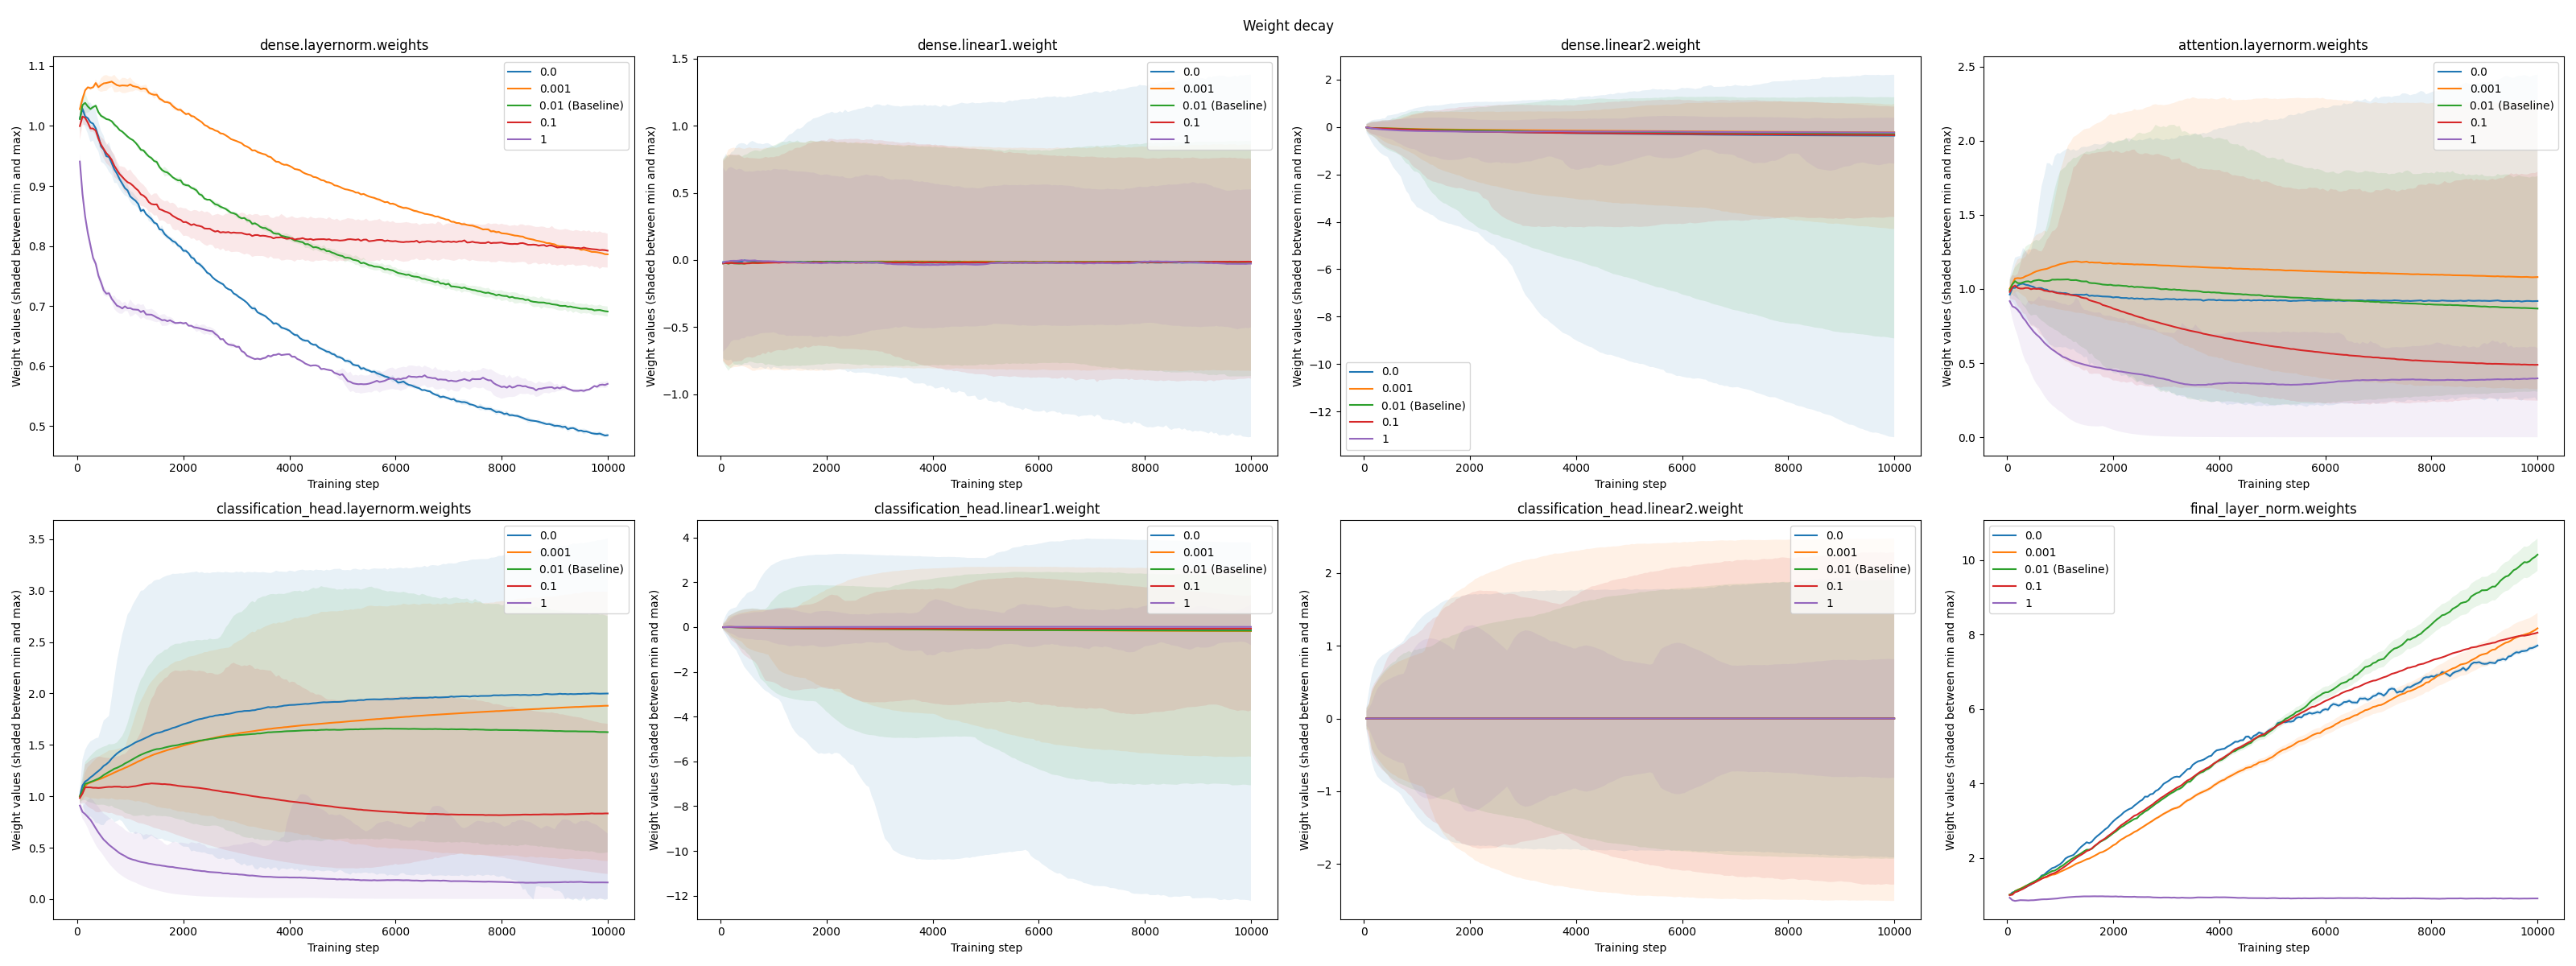 Weight decay
dense.layernorm.weights
Weight values (shaded between min and max)
1.1
1.0
0.9
0.8
0.7
0.6
0.5
0 2000 4000 6000 8000 10000
Training step
0.0
0.001
0.01 (Baseline)
0.1
1
dense.linear1.weight
Weight values (shaded between min and max)
1.5
1.0
0.5
0.0
−0.5
−1.0
0 2000 4000 6000 8000 10000
Training step
0.0
0.001
0.01 (Baseline)
0.1
1
dense.linear2.weight
Weight values (shaded between min and max)
2
0
−2
−4
−6
−8
−10
−12
0 2000 4000 6000 8000 10000
Training step
0.0
0.001
0.01 (Baseline)
0.1
1
attention.layernorm.weights
Weight values (shaded between min and max)
2.5
2.0
1.5
1.0
0.5
0.0
0 2000 4000 6000 8000 10000
Training step
0.0
0.001
0.01 (Baseline)
0.1
1
classification_head.layernorm.weights
Weight values (shaded between min and max)
3.5
3.0
2.5
2.0
1.5
1.0
0.5
0.0
0 2000 4000 6000 8000 10000
Training step
0.0
0.001
0.01 (Baseline)
0.1
1
classification_head.linear1.weight
Weight values (shaded between min and max)
4
2
0
−2
−4
−6
−8
−10
−12
0 2000 4000 6000 8000 10000
Training step
0.0
0.001
0.01 (Baseline)
0.1
1
classification_head.linear2.weight
Weight values (shaded between min and max)
2
1
0
−1
−2
0 2000 4000 6000 8000 10000
Training step
0.0
0.001
0.01 (Baseline)
0.1
1
final_layer_norm.weights
Weight values (shaded between min and max)
10
8
6
4
2
0 2000 4000 6000 8000 10000
Training step
0.0
0.001
0.01 (Baseline)
0.1
1